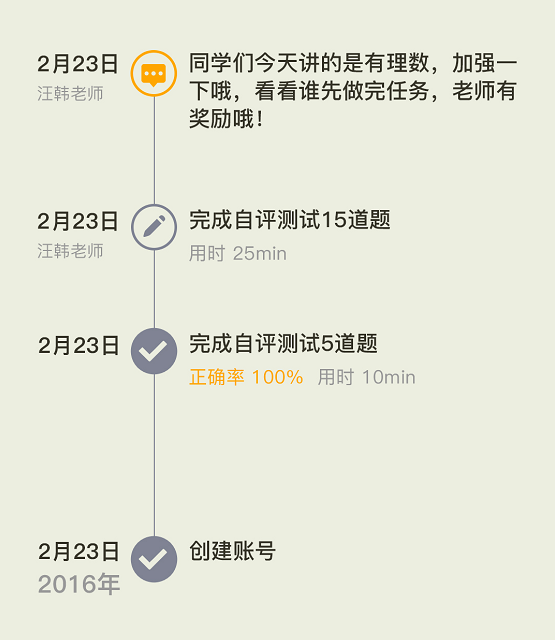 2月23日
汪韩老师
同学们今天讲的是有理数，加强一
下哦，看看谁先做完任务，老师有
奖励哦！
2月23日
汪韩老师
完成自评测试15道题
用时 25min
2月23日
完成自评测试5道题
正确率 100% 用时 10min
2月23日
2016年
创建账号